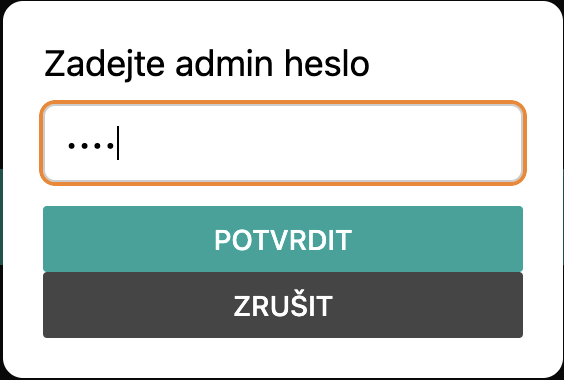 Zadejte admin heslo
••••
POTVRDIT
ZRUŠIT